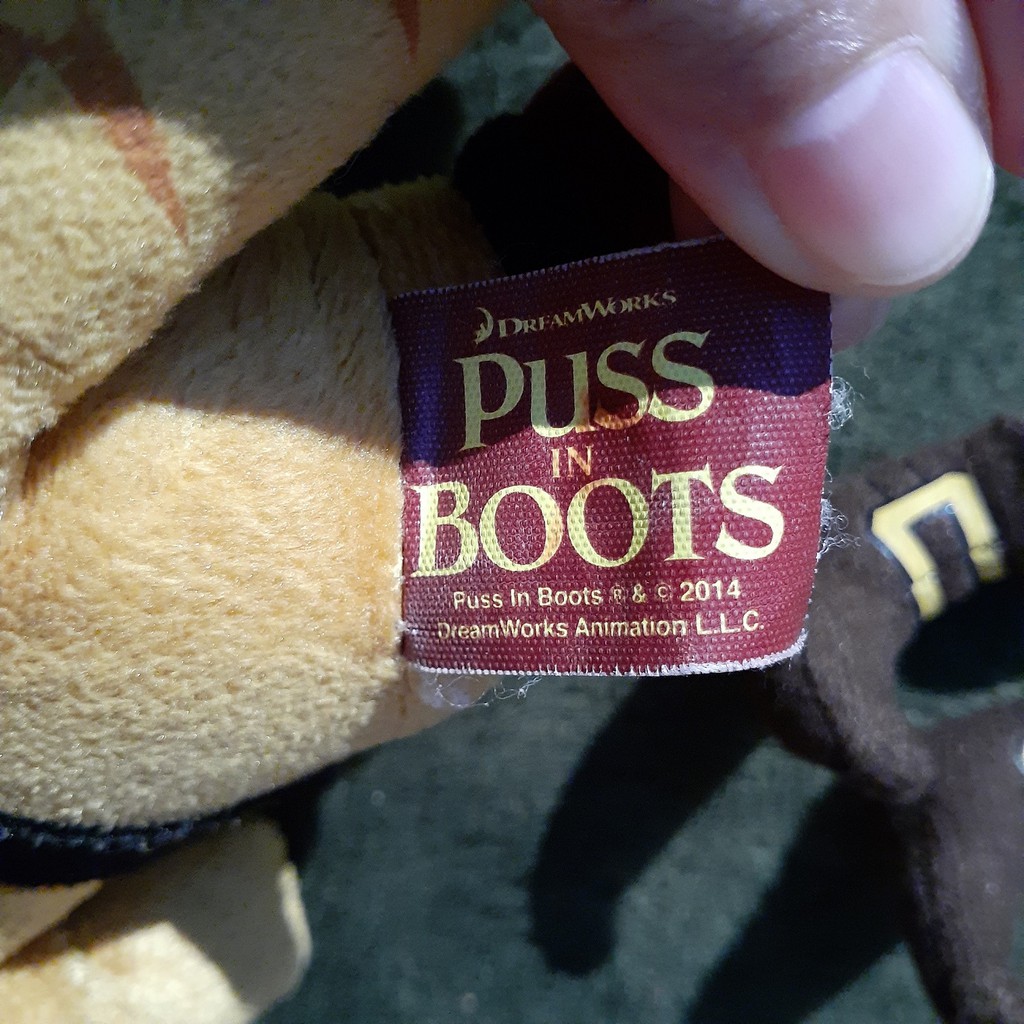 DREAMWORKS
PUSS
IN
BOOTS
Puss In Boots ® & © 2014
DreamWorks Animation L.L.C.